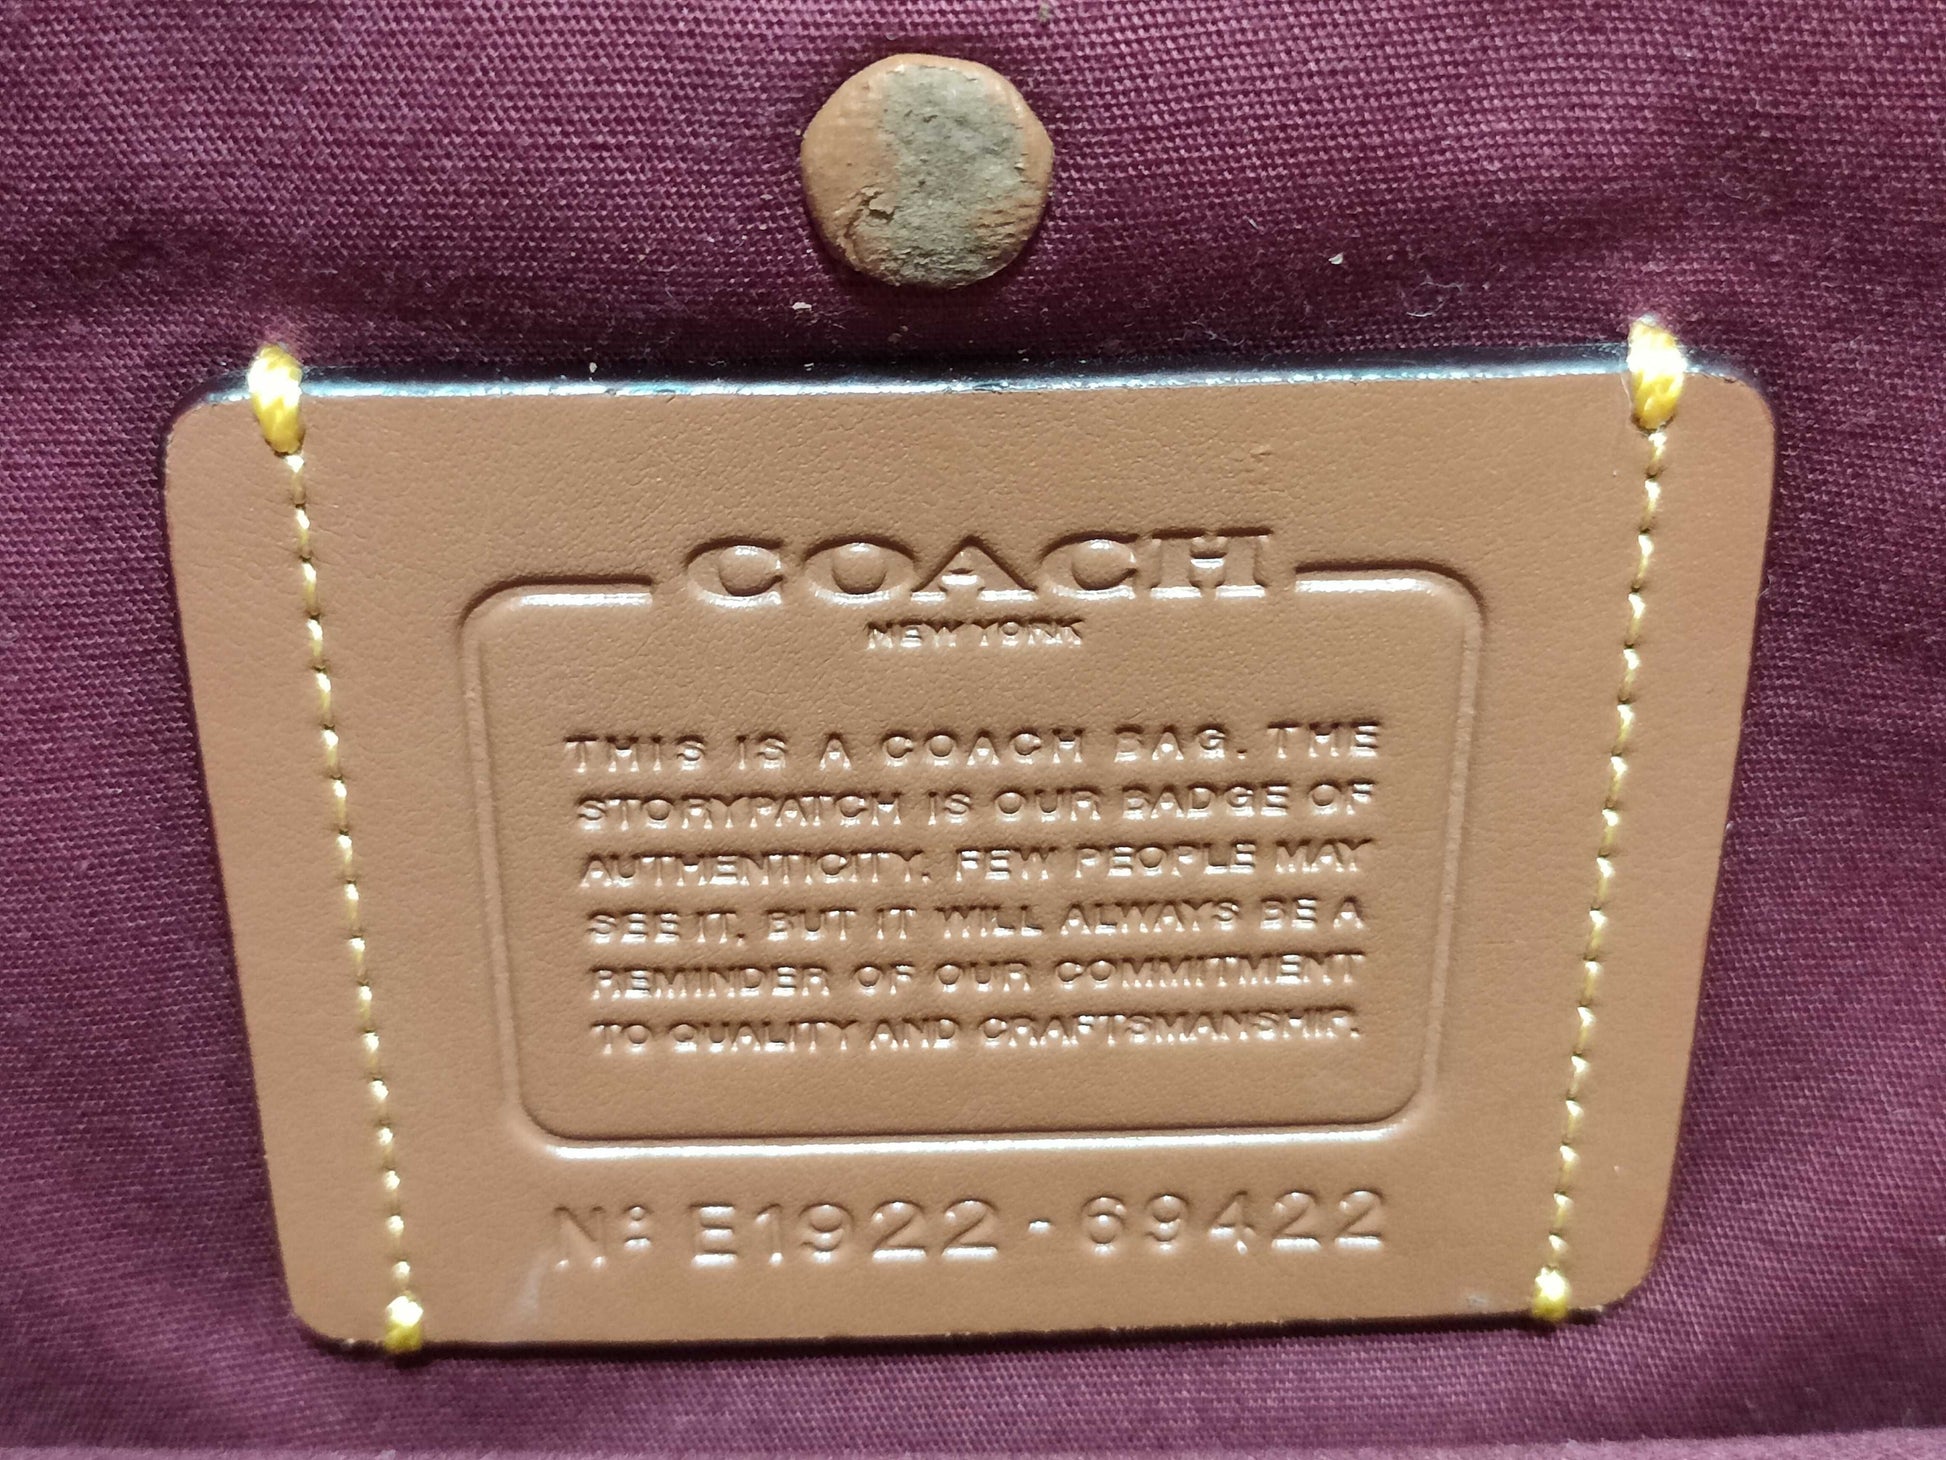 COACH
NEW YORK
THIS IS A COACH BAG. THE
STORYPATCH IS OUR BADGE OF
AUTHENTICITY. FEW PEOPLE MAY
SEE IT, BUT IT WILL ALWAYS BE A
REMINDER OF OUR COMMITMENT
TO QUALITY AND CRAFTSMANSHIP.
Nº E1922-69422